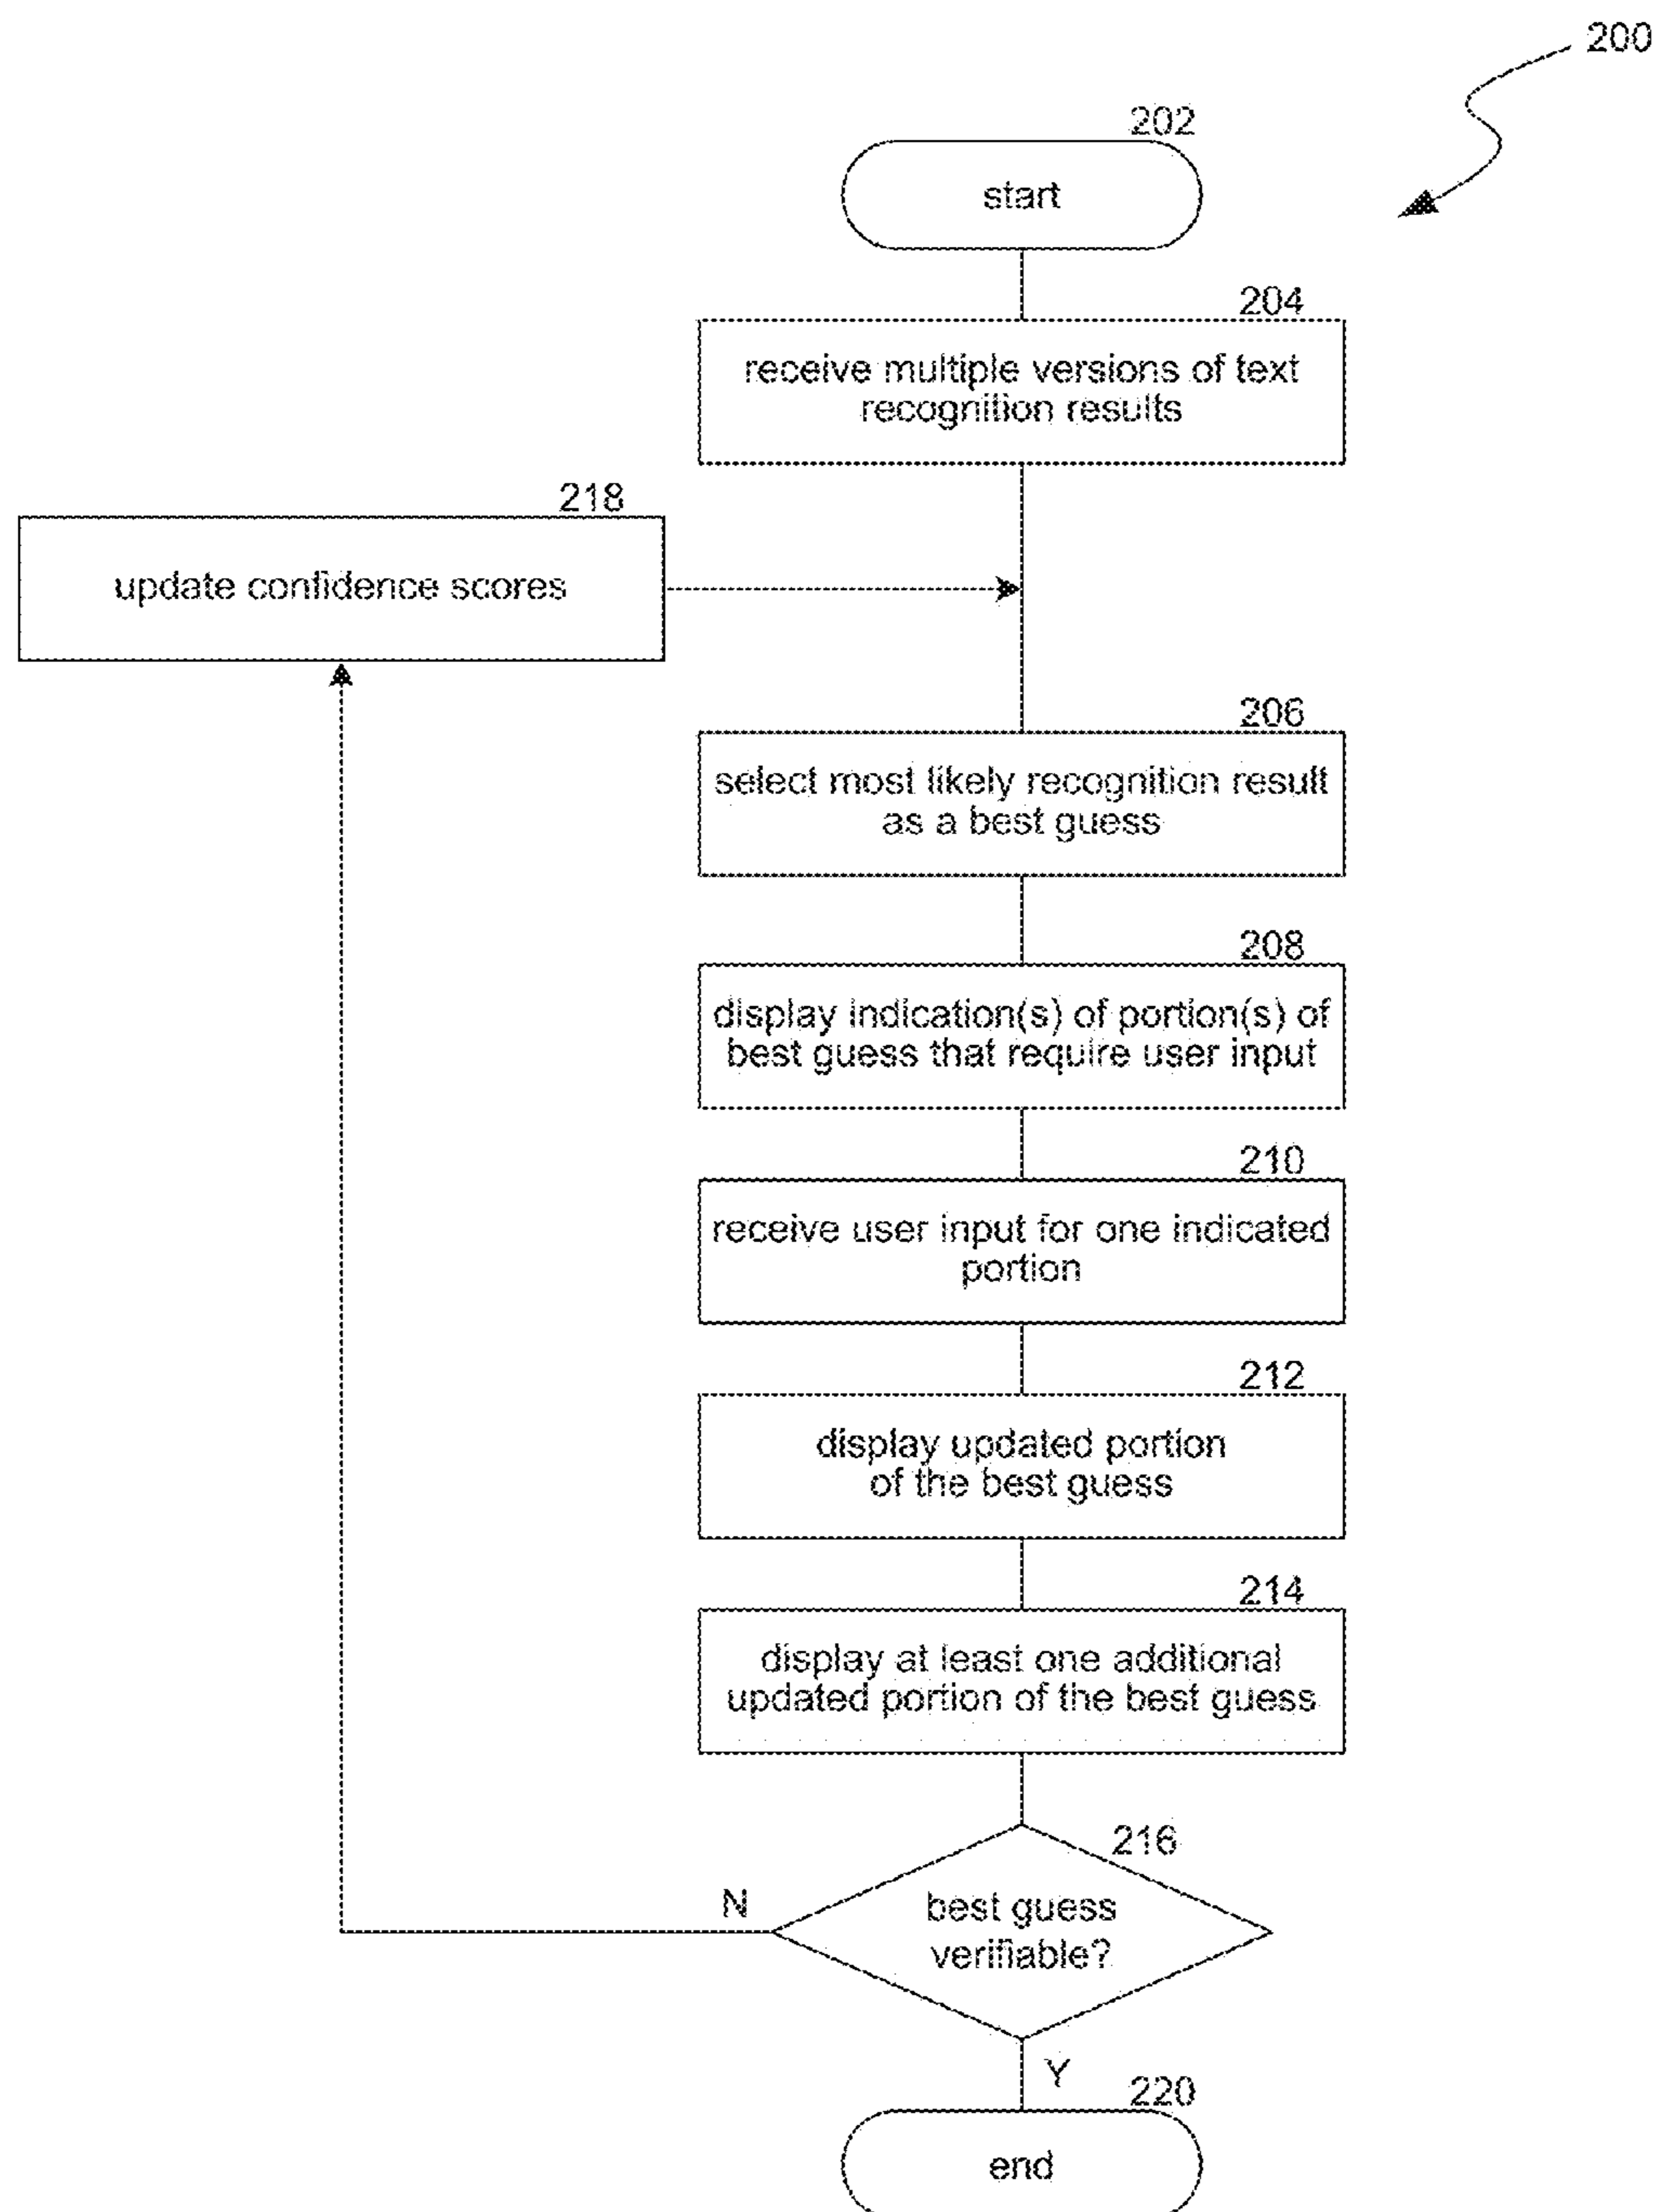 200
202
start
204
receive multiple versions of text
recognition results
218
update confidence scores
206
select most likely recognition result
as a best guess
208
display indication(s) of portion(s) of
best guess that require user input
210
receive user input for one indicated
portion
212
display updated portion
of the best guess
214
display at least one additional
updated portion of the best guess
216
N
best guess
verifiable?
Y
220
end